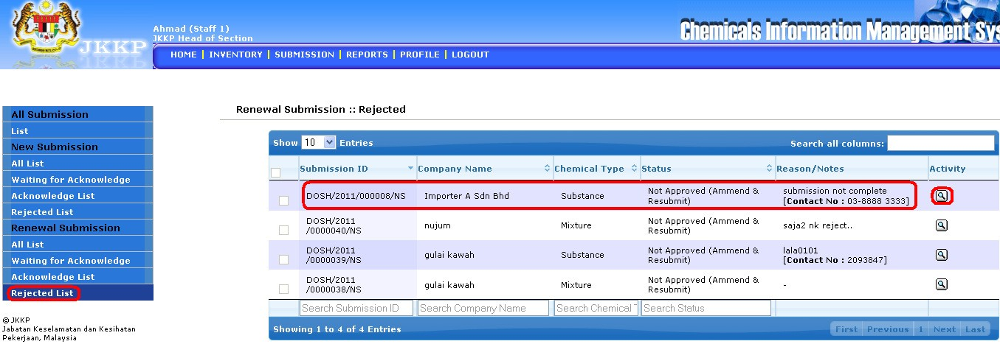 Ahmad (Staff 1)
JKKP Head of Section
JKKP
Chemicals Information Management Sys
HOME | INVENTORY | SUBMISSION | REPORTS | PROFILE | LOGOUT
All Submission
List
New Submission
All List
Waiting for Acknowledge
Acknowledge List
Rejected List
Renewal Submission
All List
Waiting for Acknowledge
Acknowledge List
Rejected List
© JKKP
Jabatan Keselamatan dan Kesihatan
Pekerjaan, Malaysia
Renewal Submission :: Rejected
Show 10 Entries
Search all columns:
Submission ID Company Name Chemical Type Status Reason/Notes Activity
DOSH/2011/000008/NS Importer A Sdn Bhd Substance Not Approved (Ammend & Resubmit) submission not complete
[Contact No : 03-8888 3333]
DOSH/2011
/0000040/NS nujum Mixture Not Approved (Ammend & Resubmit) saja2 nk reject..
DOSH/2011
/0000039/NS gulai kawah Substance Not Approved (Ammend & Resubmit) lala0101
[Contact No : 2093847]
DOSH/2011
/0000038/NS gulai kawah Mixture Not Approved (Ammend & Resubmit) -
Search Submission ID Search Company Name Search Chemical Search Status
Showing 1 to 4 of 4 Entries
First Previous 1 Next Last